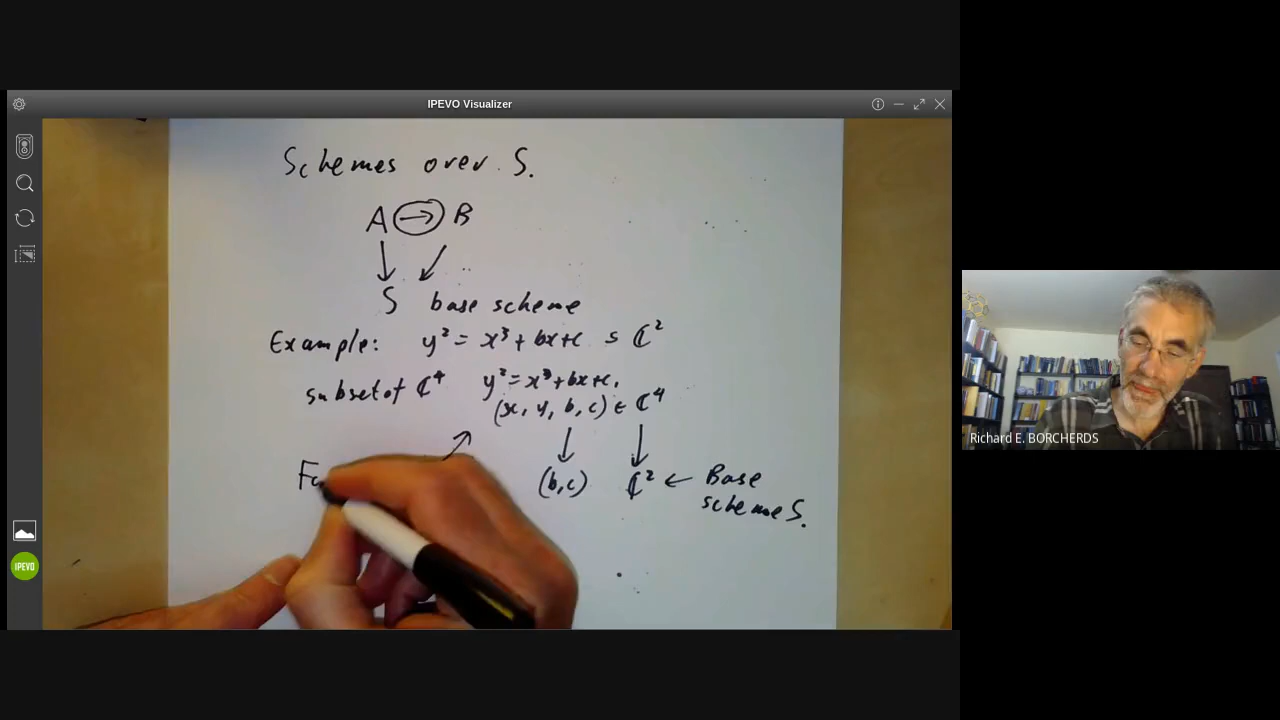 IPEVO Visualizer
Schemes over S.
A → B
↓ ↙
S base scheme
Example: y² = x³ + bx + c ⊆ ℂ²
subset of ℂ⁴ y² = x³ + bx + c,
(x, y, b, c) ∈ ℂ⁴
↗ ↓ ↓
(b,c) ℂ² ← Base
scheme S.
IPEVO
Richard E. BORCHERDS